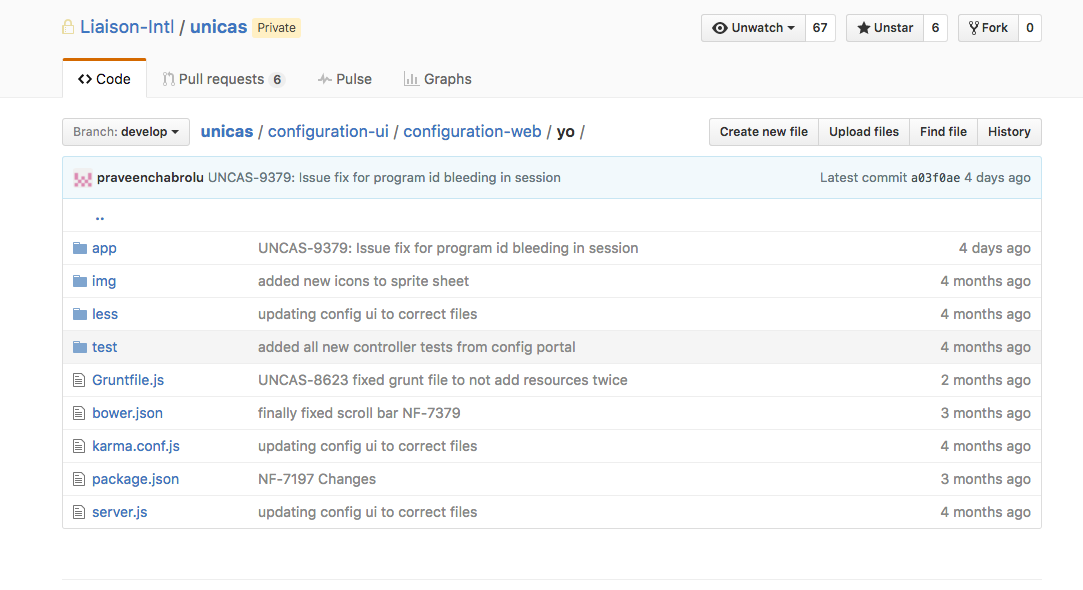 Liaison-Intl / unicas Private Unwatch 67 Unstar 6 Fork 0
Code Pull requests 6 Pulse Graphs
Branch: develop unicas / configuration-ui / configuration-web / yo / Create new file Upload files Find file History
praveenchabrolu UNCAS-9379: Issue fix for program id bleeding in session Latest commit a03f0ae 4 days ago
..
app UNCAS-9379: Issue fix for program id bleeding in session 4 days ago
img added new icons to sprite sheet 4 months ago
less updating config ui to correct files 4 months ago
test added all new controller tests from config portal 4 months ago
Gruntfile.js UNCAS-8623 fixed grunt file to not add resources twice 2 months ago
bower.json finally fixed scroll bar NF-7379 3 months ago
karma.conf.js updating config ui to correct files 4 months ago
package.json NF-7197 Changes 3 months ago
server.js updating config ui to correct files 4 months ago